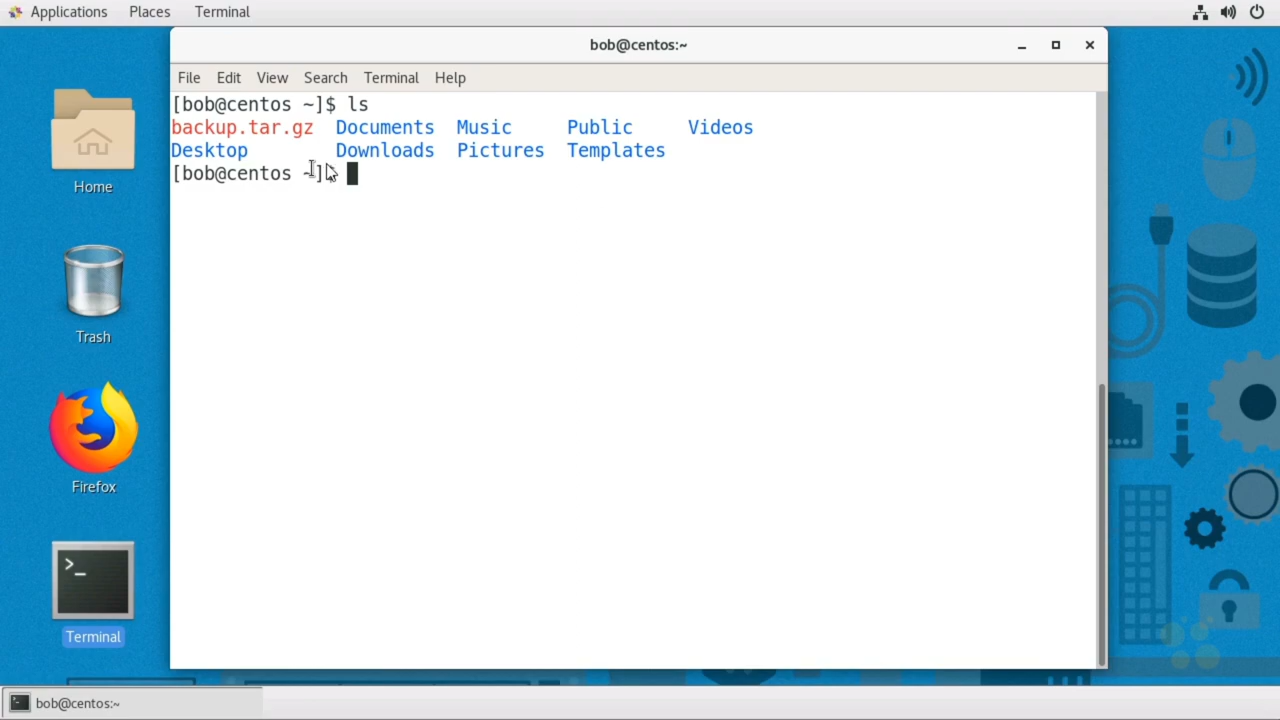 Applications Places Terminal
bob@centos:~
File Edit View Search Terminal Help
[bob@centos ~]$ ls
backup.tar.gz Documents Music Public Videos
Desktop Downloads Pictures Templates
[bob@centos ~]
Home
Trash
Firefox
>_
Terminal
bob@centos:~